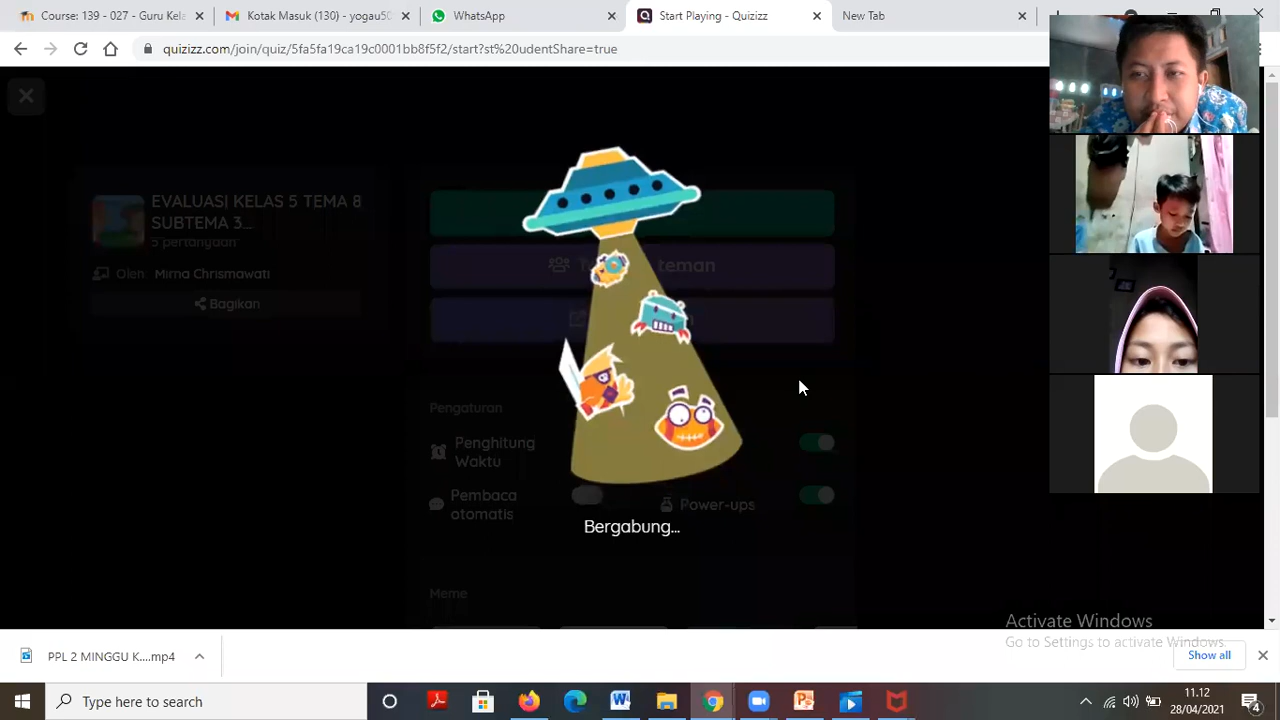 Course: 139 - 027 - Guru Kela
Kotak Masuk (130) - yogaugSA
WhatsApp
Start Playing - Quizizz
New Tab
quizizz.com/join/quiz/5fa5fa19ca19c0001bb8f5f2/start?st%20udentShare=true
EVALUASI KELAS 5 TEMA 8
SUBTEMA 3...
5 pertanyaan
Oleh: Mirna Chrismawati
Bagikan
teman
Pengaturan
Penghitung
Waktu
Pembaca
otomatis
Power-ups
Bergabung...
Meme
Activate Windows
Go to Settings to activate Windows.
PPL 2 MINGGU K....mp4
Show all
Type here to search
11.12
28/04/2021
4